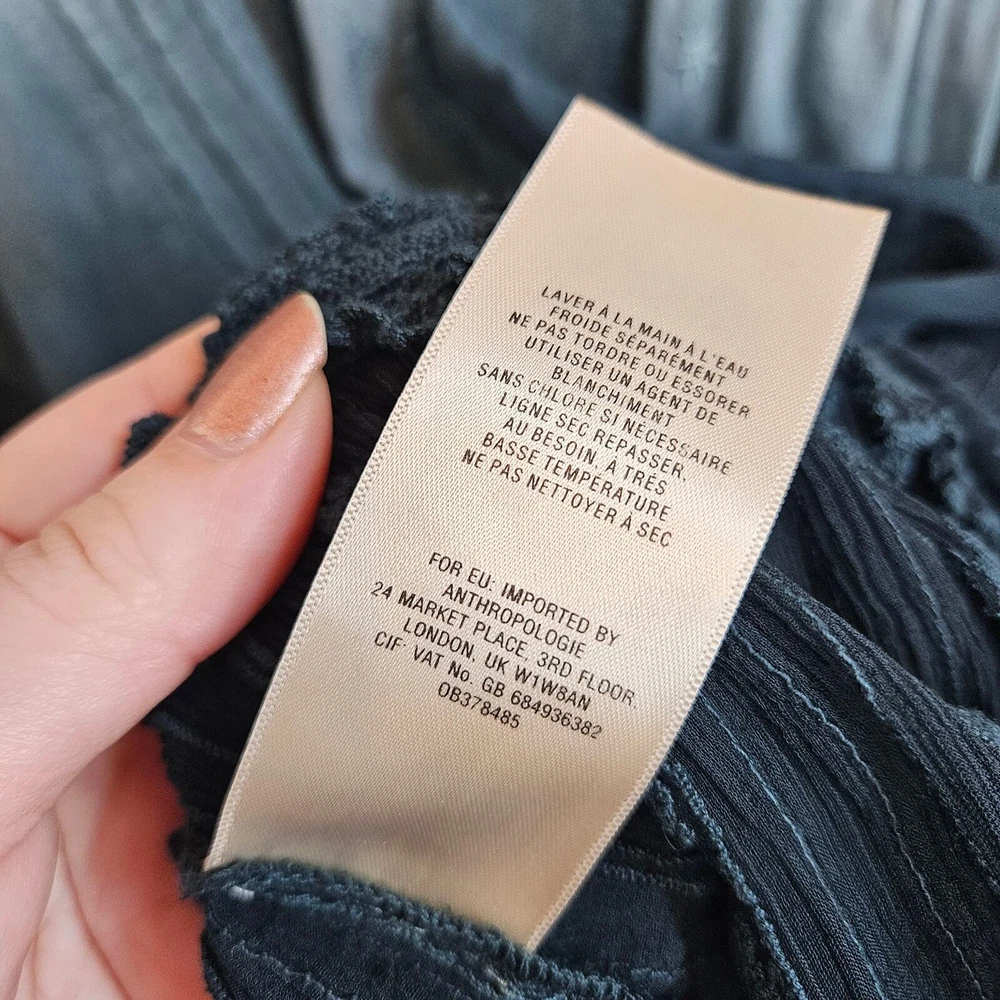 LAVER À LA MAIN À L'EAU
FROIDE SÉPARÉMENT
NE PAS TORDRE OU ESSORER
UTILISER UN AGENT DE
BLANCHIMENT
SANS CHLORE SI NÉCESSAIRE
LIGNE SEC REPASSER,
AU BESOIN, À TRÈS
BASSE TEMPERATURE
NE PAS NETTOYER À SEC
FOR EU: IMPORTED BY
ANTHROPOLOGIE
24 MARKET PLACE, 3RD FLOOR,
LONDON, UK W1W8AN
CIF: VAT No. GB 684936382
OB378485